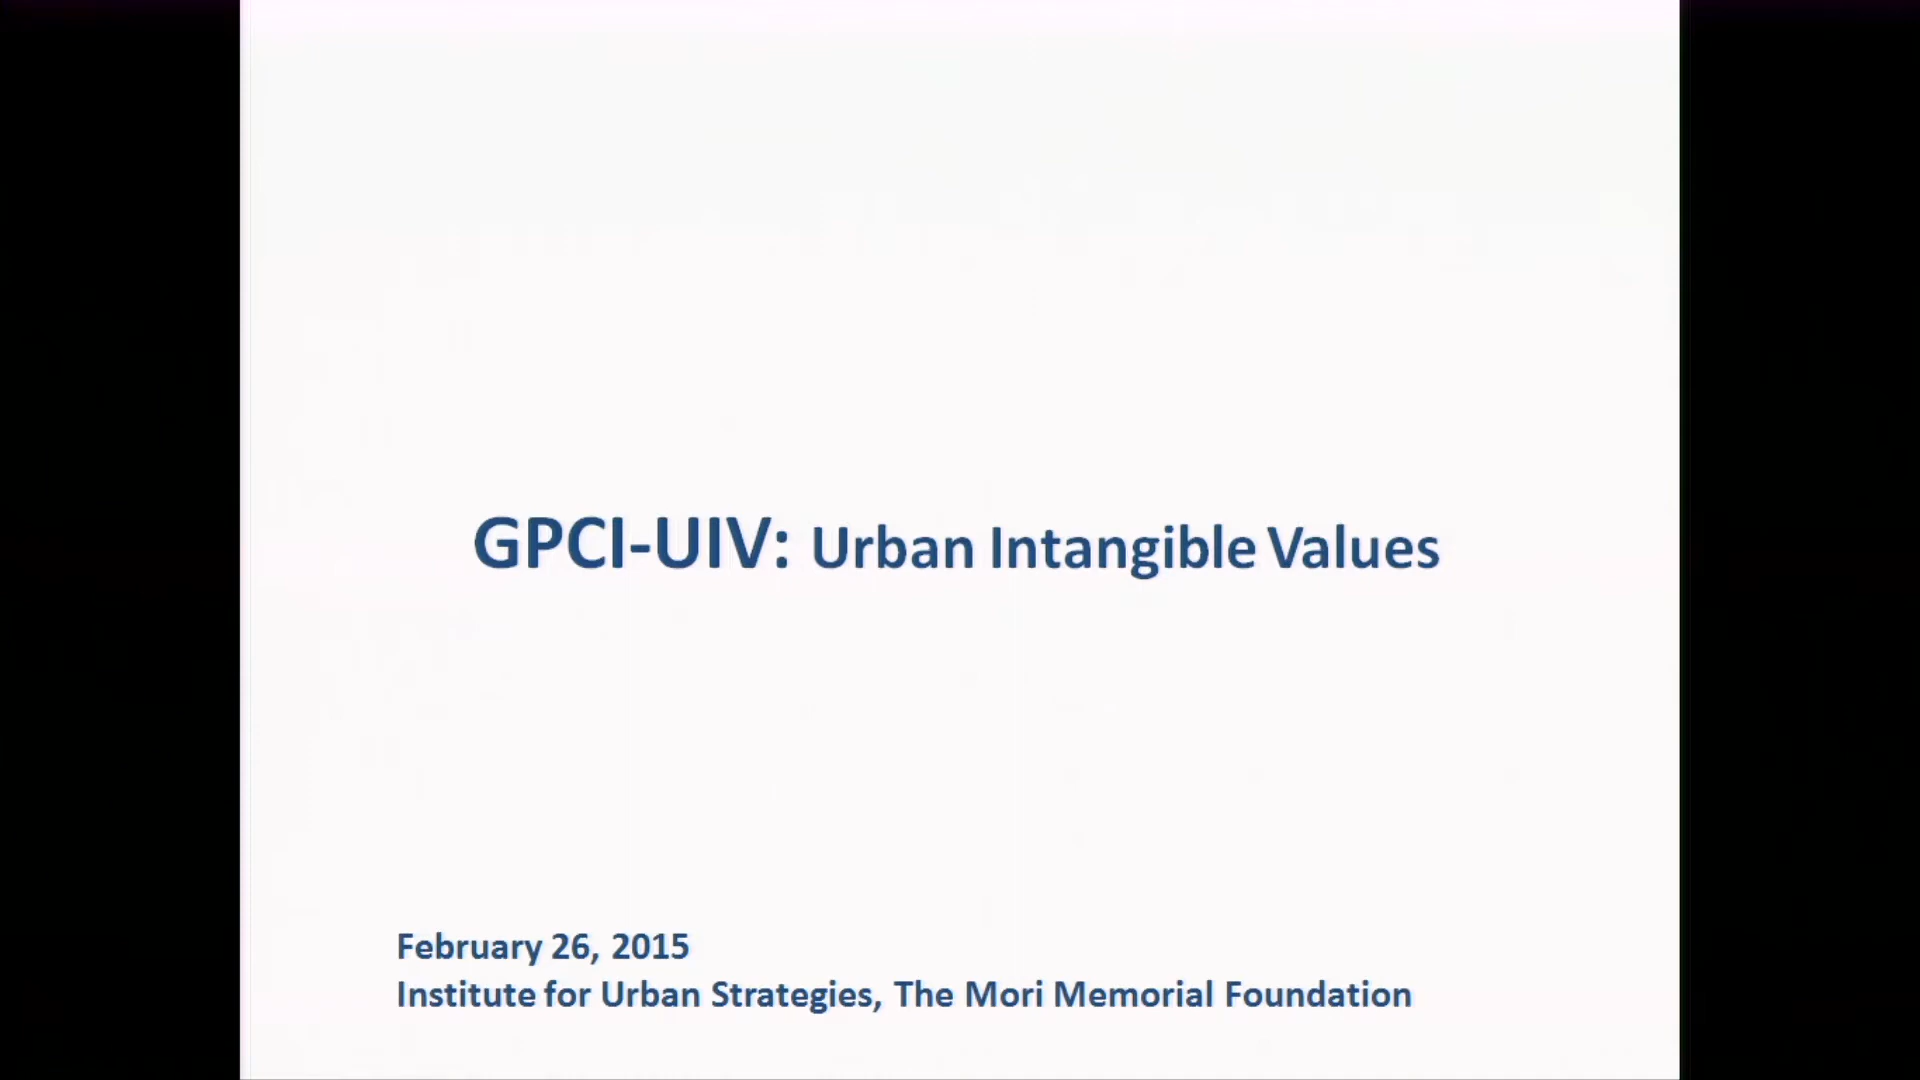 GPCI-UIV: Urban Intangible Values
February 26, 2015
Institute for Urban Strategies, The Mori Memorial Foundation